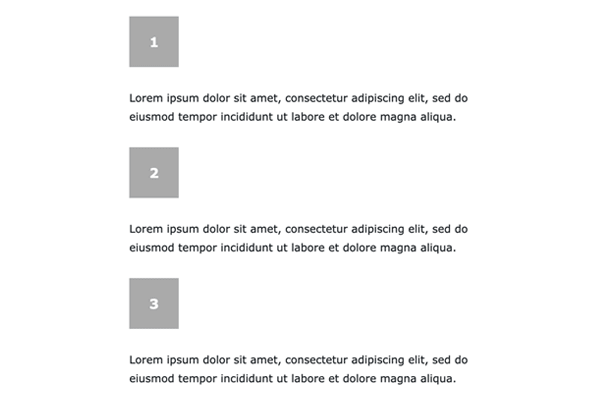 1
Lorem ipsum dolor sit amet, consectetur adipiscing elit, sed do
eiusmod tempor incididunt ut labore et dolore magna aliqua.
2
Lorem ipsum dolor sit amet, consectetur adipiscing elit, sed do
eiusmod tempor incididunt ut labore et dolore magna aliqua.
3
Lorem ipsum dolor sit amet, consectetur adipiscing elit, sed do
eiusmod tempor incididunt ut labore et dolore magna aliqua.